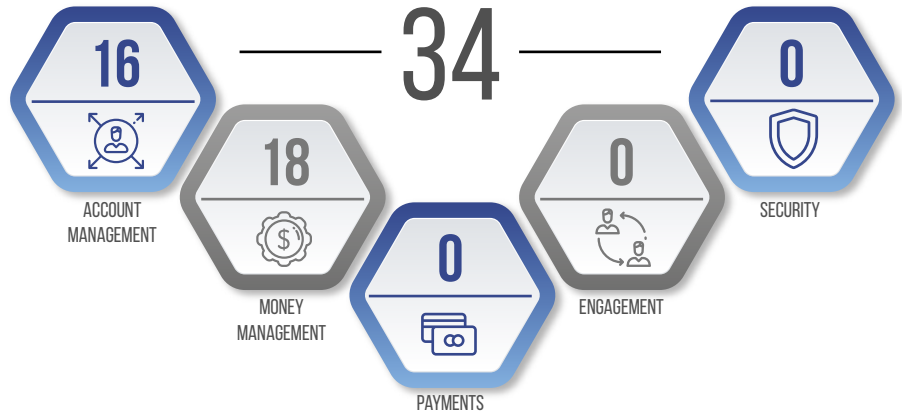 34
16
ACCOUNT
MANAGEMENT
18
MONEY
MANAGEMENT
$
0
PAYMENTS
0
ENGAGEMENT
0
SECURITY